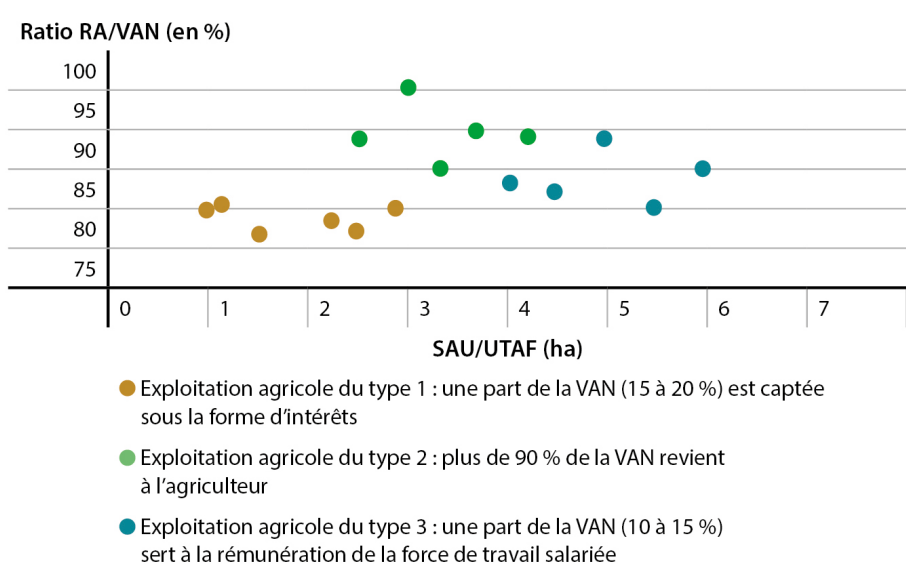 Ratio RA/VAN (en %)
100
95
90
85
80
75
0 1 2 3 4 5 6 7
SAU/UTAF (ha)
Exploitation agricole du type 1 : une part de la VAN (15 à 20 %) est captée
sous la forme d’intérêts
Exploitation agricole du type 2 : plus de 90 % de la VAN revient
à l’agriculteur
Exploitation agricole du type 3 : une part de la VAN (10 à 15 %)
sert à la rémunération de la force de travail salariée